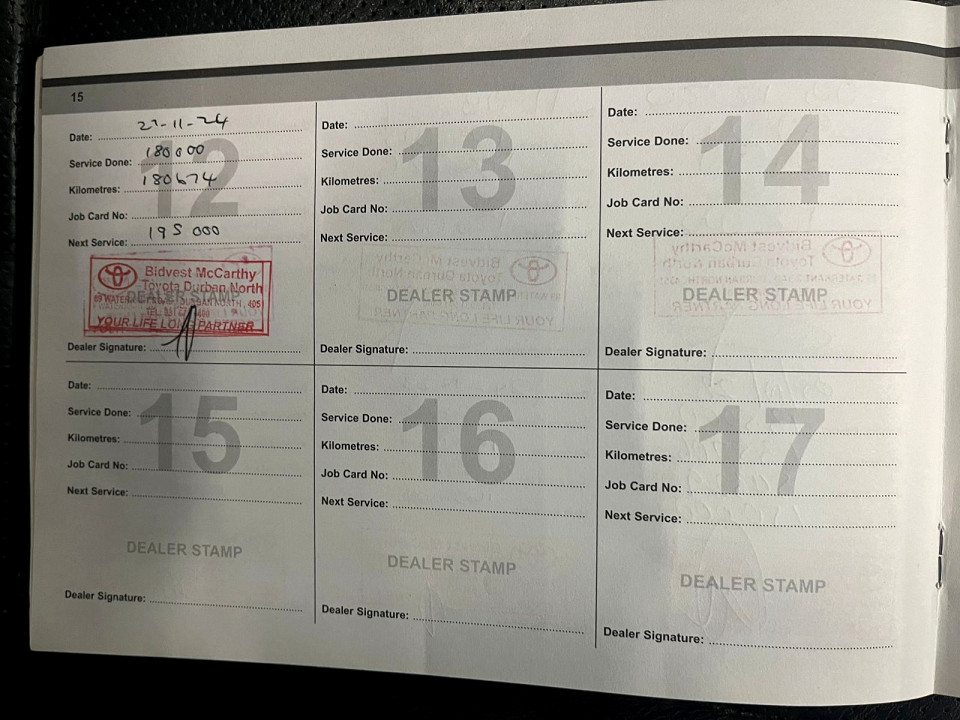 15
12
Date: 27-11-24
Service Done: 180 000
Kilometres: 180674
Job Card No:
Next Service: 195 000
DEALER STAMP
Bidvest McCarthy
Toyota Durban North
DURBAN NORTH, 4051
YOUR LIFE LONG PARTNER
Dealer Signature:
13
Date:
Service Done:
Kilometres:
Job Card No:
Next Service:
DEALER STAMP
Dealer Signature:
14
Date:
Service Done:
Kilometres:
Job Card No:
Next Service:
DEALER STAMP
Dealer Signature:
15
Date:
Service Done:
Kilometres:
Job Card No:
Next Service:
DEALER STAMP
Dealer Signature:
16
Date:
Service Done:
Kilometres:
Job Card No:
Next Service:
DEALER STAMP
Dealer Signature:
17
Date:
Service Done:
Kilometres:
Job Card No:
Next Service:
DEALER STAMP
Dealer Signature: